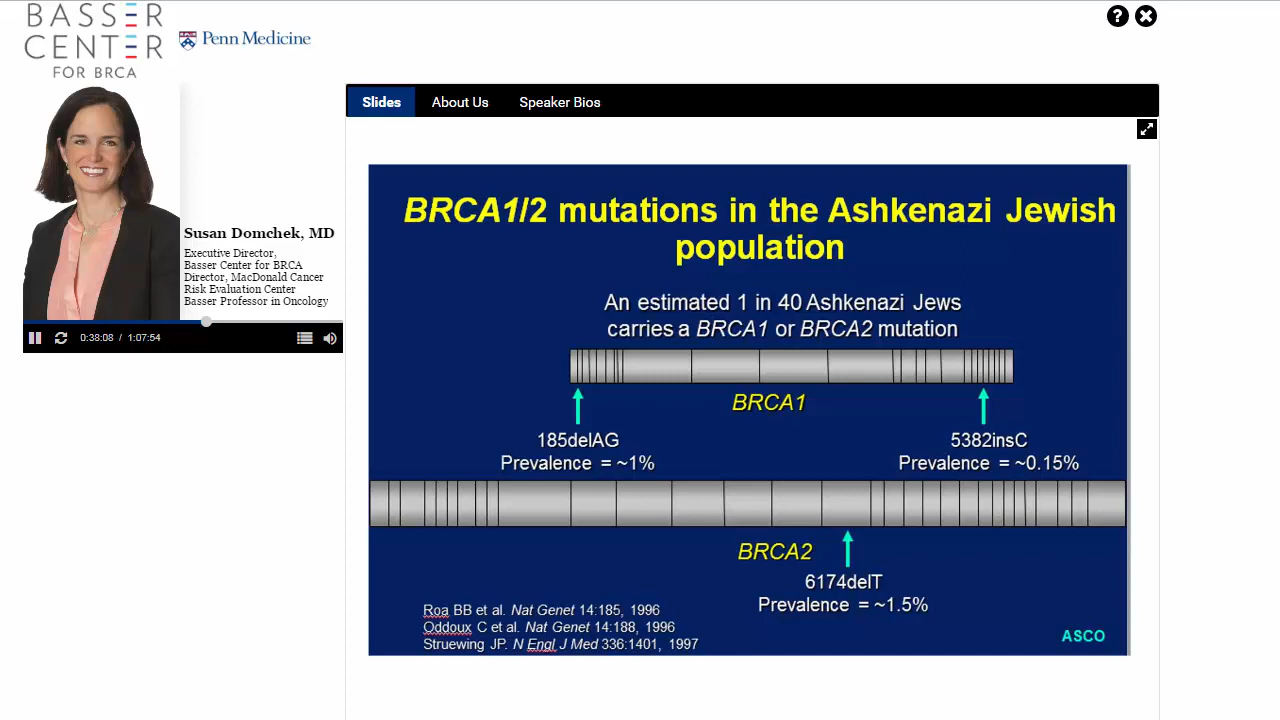 BASSER
CENTER
FOR BRCA
Penn Medicine
Susan Domchek, MD
Executive Director,
Basser Center for BRCA
Director, MacDonald Cancer
Risk Evaluation Center
Basser Professor in Oncology
0:38:08 / 1:07:54
Slides About Us Speaker Bios
BRCA1/2 mutations in the Ashkenazi Jewish
population
An estimated 1 in 40 Ashkenazi Jews
carries a BRCA1 or BRCA2 mutation
BRCA1
185delAG
Prevalence = ~1%
5382insC
Prevalence = ~0.15%
BRCA2
6174delT
Prevalence = ~1.5%
Roa BB et al. Nat Genet 14:185, 1996
Oddoux C et al. Nat Genet 14:188, 1996
Struewing JP. N Engl J Med 336:1401, 1997
ASCO